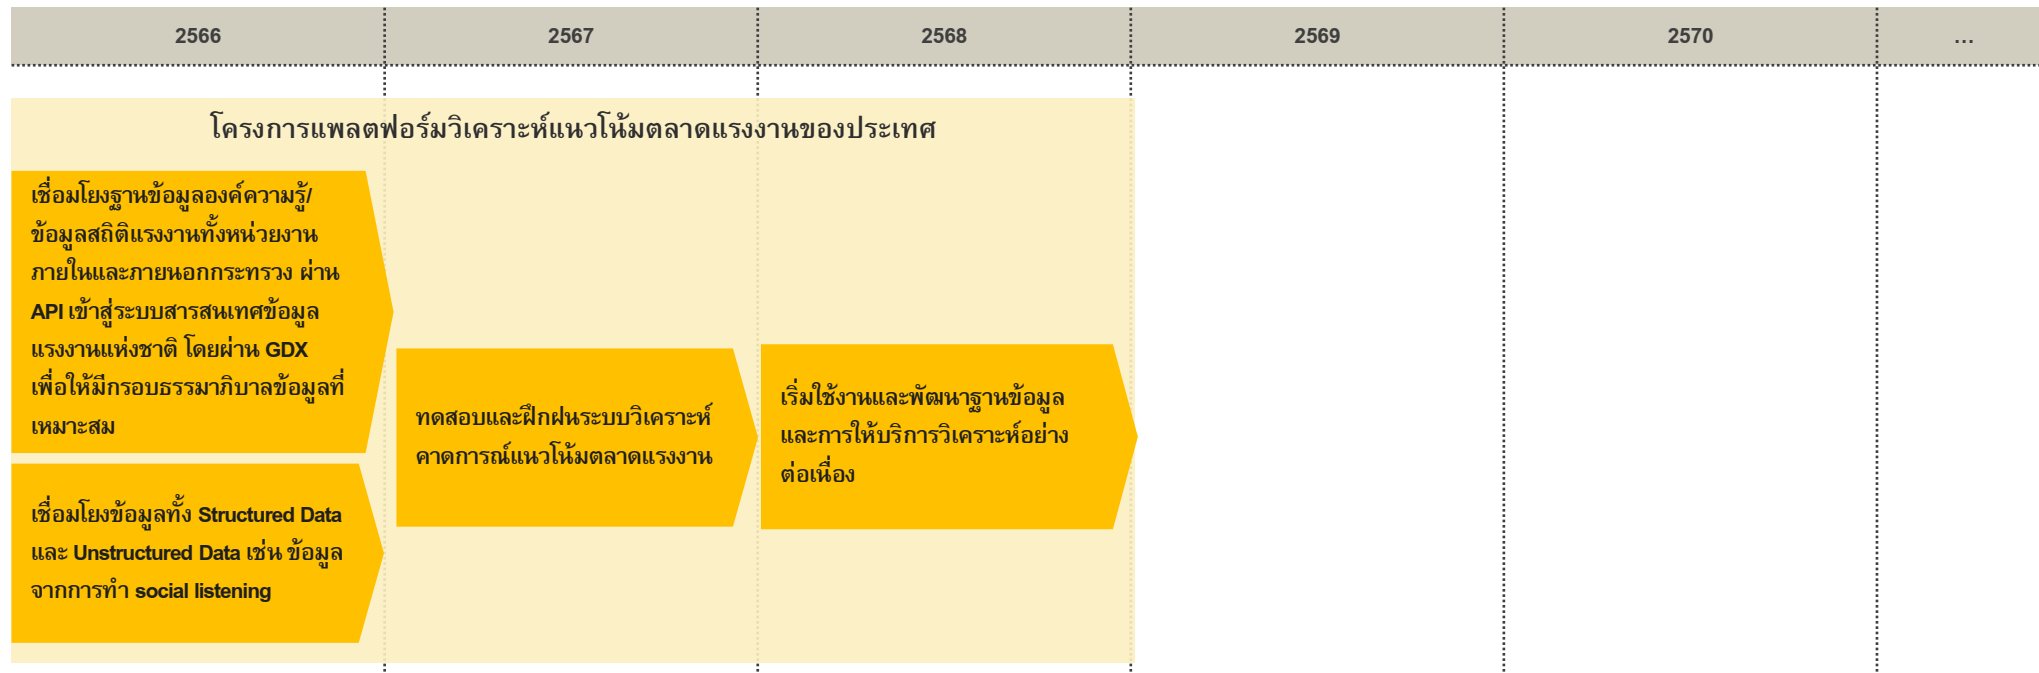 2566
2567
2568
2569
2570
...
โครงการแพลตฟอร์มวิเคราะห์แนวโน้มตลาดแรงงานของประเทศ
เชื่อมโยงฐานข้อมูลองค์ความรู้/
ข้อมูลสถิติแรงงานทั้งหน่วยงาน
ภายในและภายนอกกระทรวง ผ่าน
API เข้าสู่ระบบสารสนเทศข้อมูล
แรงงานแห่งชาติ โดยผ่าน GDX
เพื่อให้มีกรอบธรรมาภิบาลข้อมูลที่
เหมาะสม
เชื่อมโยงข้อมูลทั้ง Structured Data
และ Unstructured Data เช่น ข้อมูล
จากการทำ social listening
ทดสอบและฝึกฝนระบบวิเคราะห์
คาดการณ์แนวโน้มตลาดแรงงาน
เริ่มใช้งานและพัฒนาฐานข้อมูล
และการให้บริการวิเคราะห์อย่าง
ต่อเนื่อง